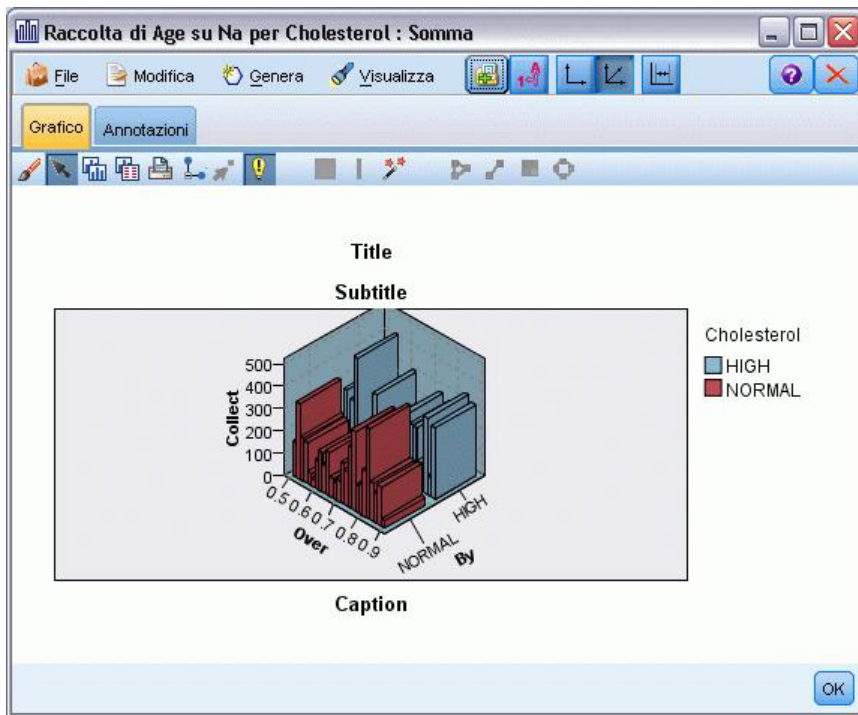 Raccolta di Age su Na per Cholesterol : Somma
File Modifica Genera Visualizza
Grafico Annotazioni
Title
Subtitle
Cholesterol
HIGH
NORMAL
Collect
500
400
300
200
100
0
0.5 0.6 0.7 0.8 0.9
Over
NORMAL HIGH
By
Caption
OK